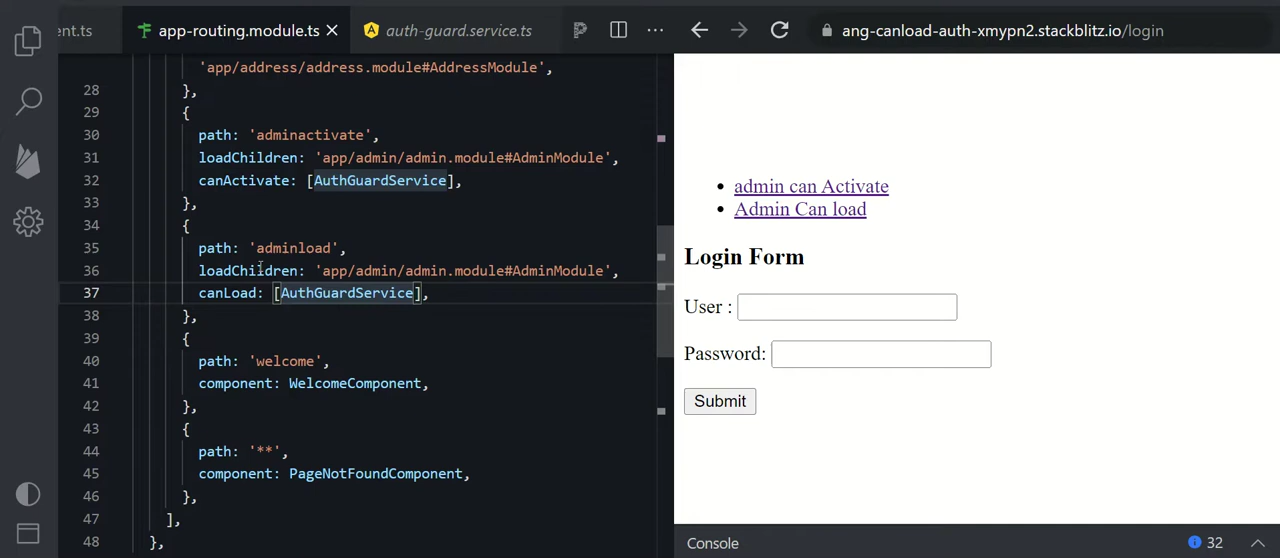 ent.ts
app-routing.module.ts
auth-guard.service.ts
ang-canload-auth-xmypn2.stackblitz.io/login
'app/address/address.module#AddressModule',
28 },
29 {
30 path: 'adminactivate',
31 loadChildren: 'app/admin/admin.module#AdminModule',
32 canActivate: [AuthGuardService],
33 },
34 {
35 path: 'adminload',
36 loadChildren: 'app/admin/admin.module#AdminModule',
37 canLoad: [AuthGuardService],
38 },
39 {
40 path: 'welcome',
41 component: WelcomeComponent,
42 },
43 {
44 path: '**',
45 component: PageNotFoundComponent,
46 },
47 ],
48 },
admin can Activate
Admin Can load
Login Form
User :
Password:
Submit
Console
32